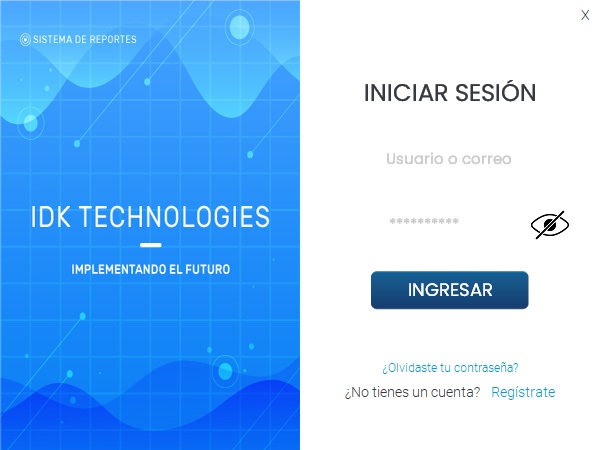 SISTEMA DE REPORTES
IDK TECHNOLOGIES
IMPLEMENTANDO EL FUTURO
X
INICIAR SESIÓN
Usuario o correo
**********
INGRESAR
¿Olvidaste tu contraseña?
¿No tienes un cuenta? Regístrate